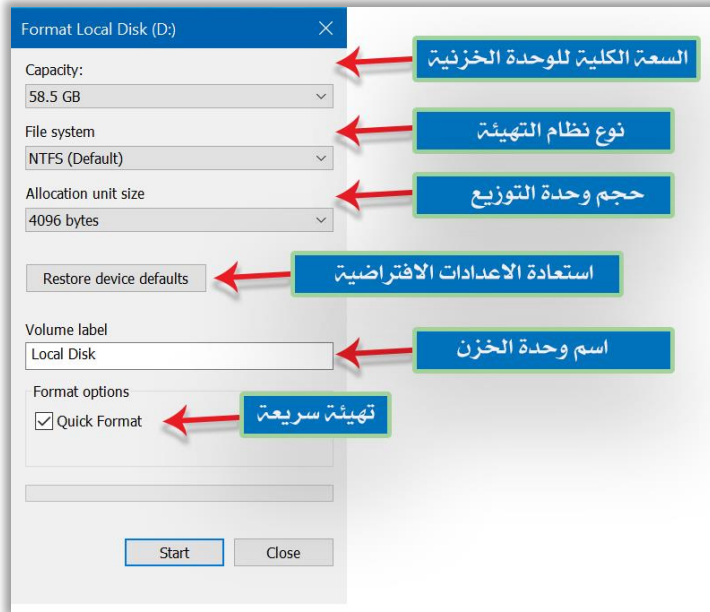 Format Local Disk (D:)
Capacity:
السعة الكلية للوحدة الخزنية
58.5 GB
File system
نوع نظام التهيئة
NTFS (Default)
Allocation unit size
حجم وحدة التوزيع
4096 bytes
Restore device defaults
استعادة الاعدادات الافتراضية
Volume label
اسم وحدة الخزن
Local Disk
Format options
تهيئة سريعة
Quick Format
Start
Close